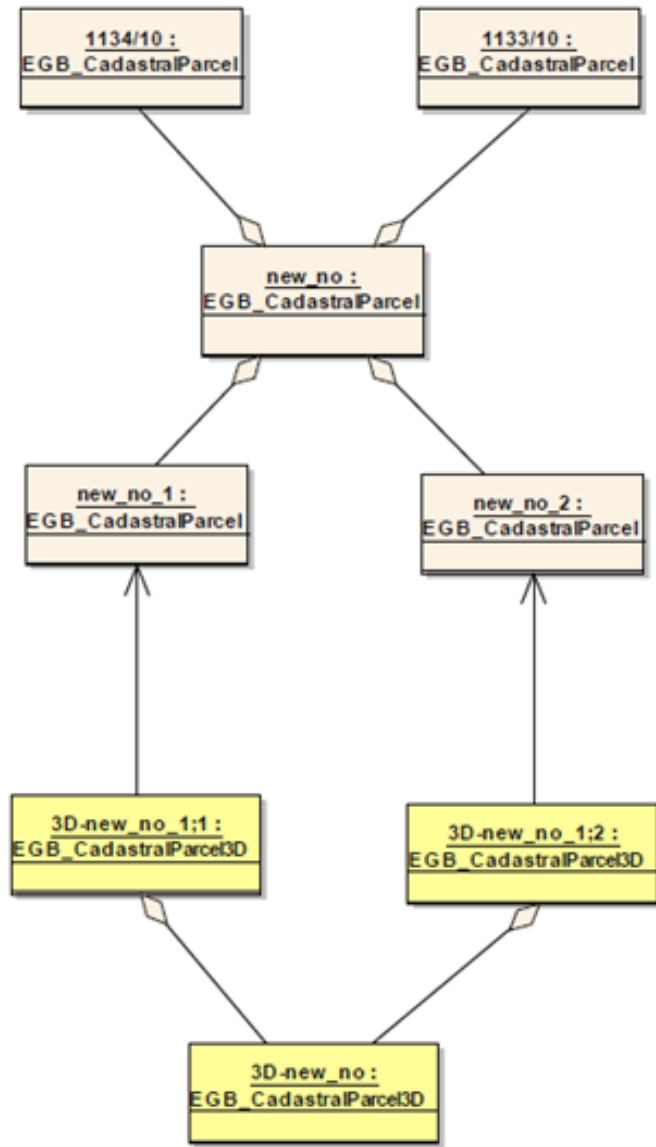 1134/10 :
EGB_CadastralParcel
1133/10 :
EGB_CadastralParcel
new_no :
EGB_CadastralParcel
new_no_1 :
EGB_CadastralParcel
new_no_2 :
EGB_CadastralParcel
3D-new_no_1;1 :
EGB_CadastralParcel3D
3D-new_no_1;2 :
EGB_CadastralParcel3D
3D-new_no :
EGB_CadastralParcel3D